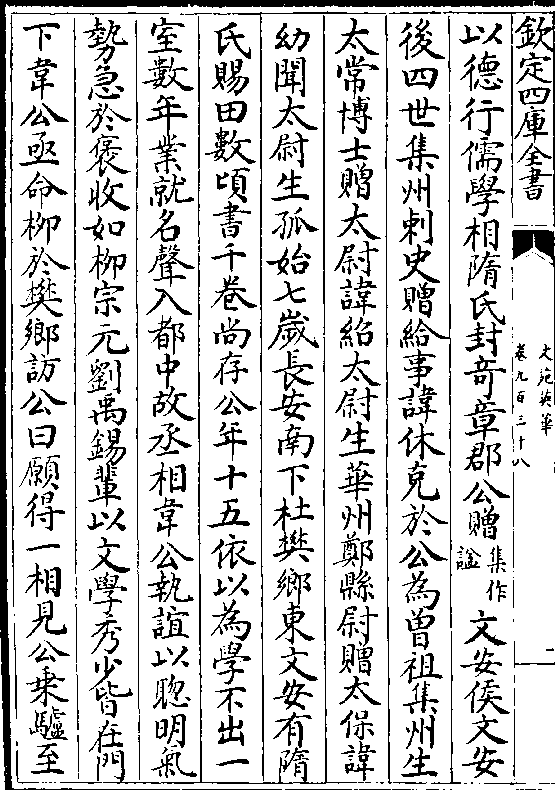 欽定四庫全書
文苑英華
卷九百三十八
二
以德行儒學相隋氏封竒章郡公贈集作諡文安侯文安
後四世集州刺史贈給事諱休克於公為曾祖集州生
太常博士贈太尉諱紹太尉生華州鄭縣尉贈太保諱
幼聞太尉生孤始七歲長安南下杜樊鄉東文安有隋
氏賜田數頃書千卷尚存公年十五依以為學不出一
室數年業就名聲入都中故丞相韋公執誼以聰明氣
勢急於褒收如柳宗元劉禹錫輩以文學秀少皆在門
下韋公亟命柳於樊鄉訪公曰願得一相見公乗驢至